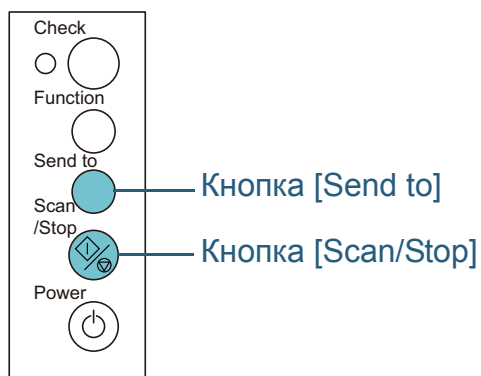 Check
Function
Send to
Кнопка [Send to]
Scan
/Stop
Кнопка [Scan/Stop]
Power